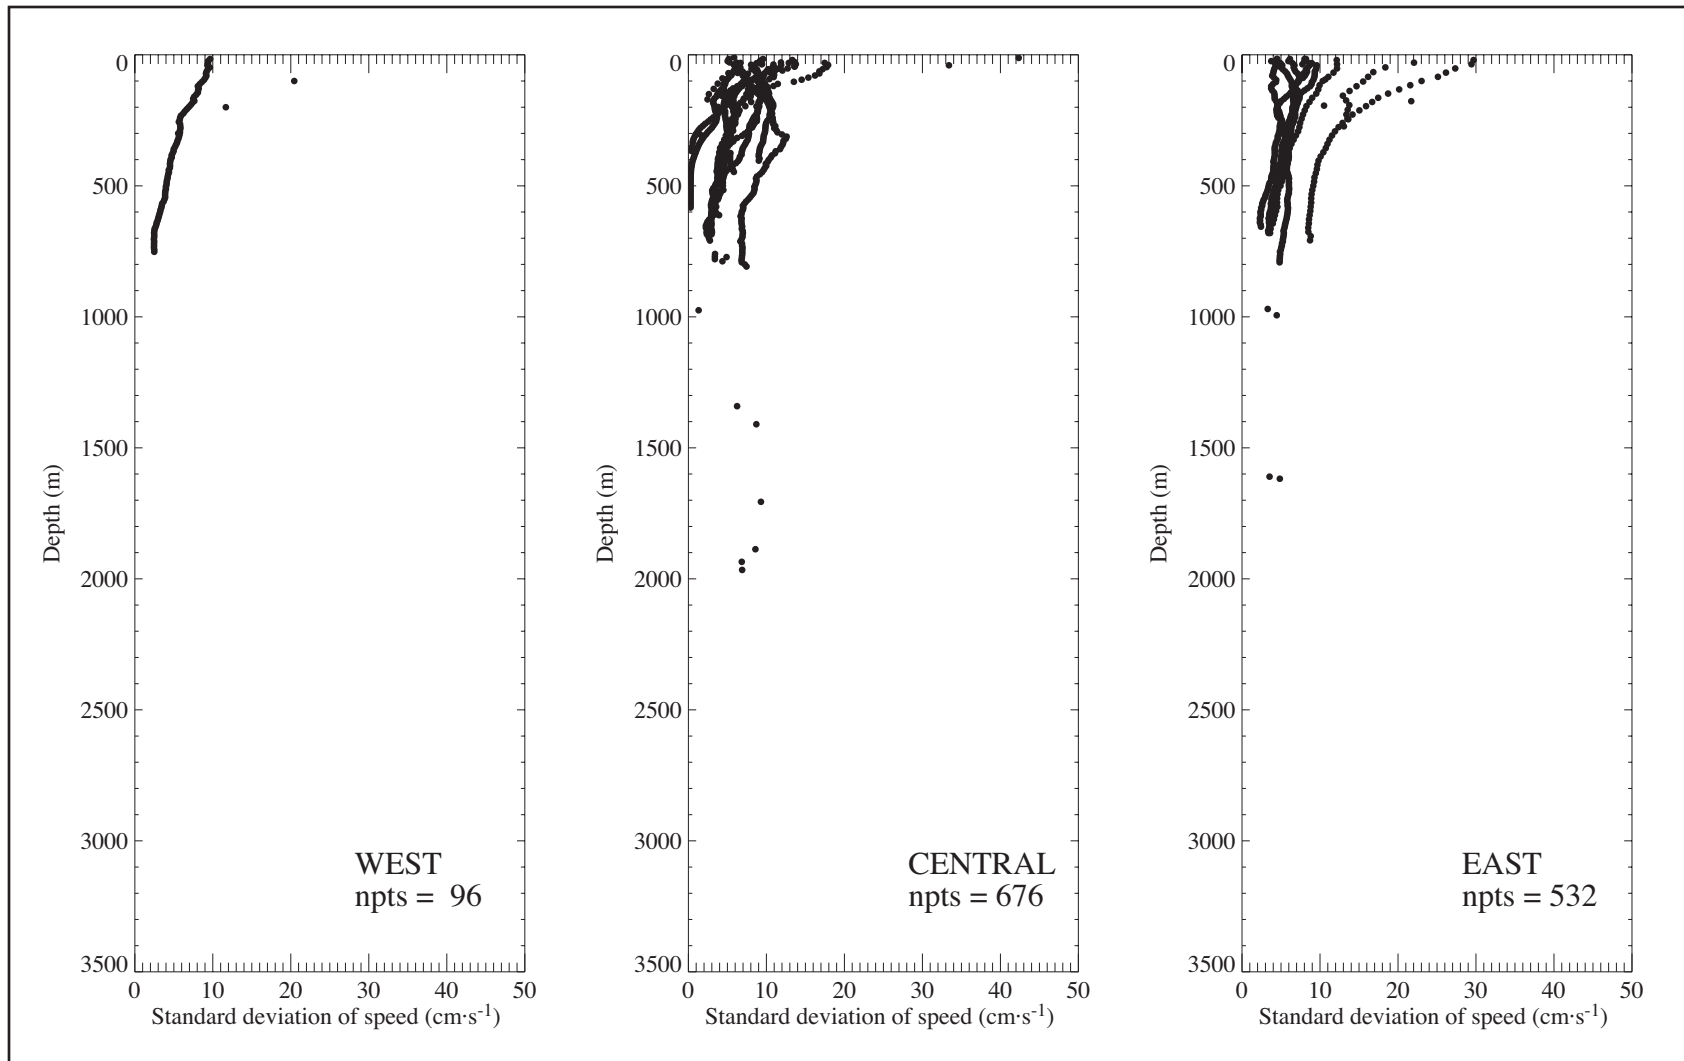 0
500
1000
1500
2000
2500
3000
3500
Depth (m)
0 10 20 30 40 50
Standard deviation of speed (cm·s-1)
WEST
npts = 96
0
500
1000
1500
2000
2500
3000
3500
Depth (m)
0 10 20 30 40 50
Standard deviation of speed (cm·s-1)
CENTRAL
npts = 676
0
500
1000
1500
2000
2500
3000
3500
Depth (m)
0 10 20 30 40 50
Standard deviation of speed (cm·s-1)
EAST
npts = 532